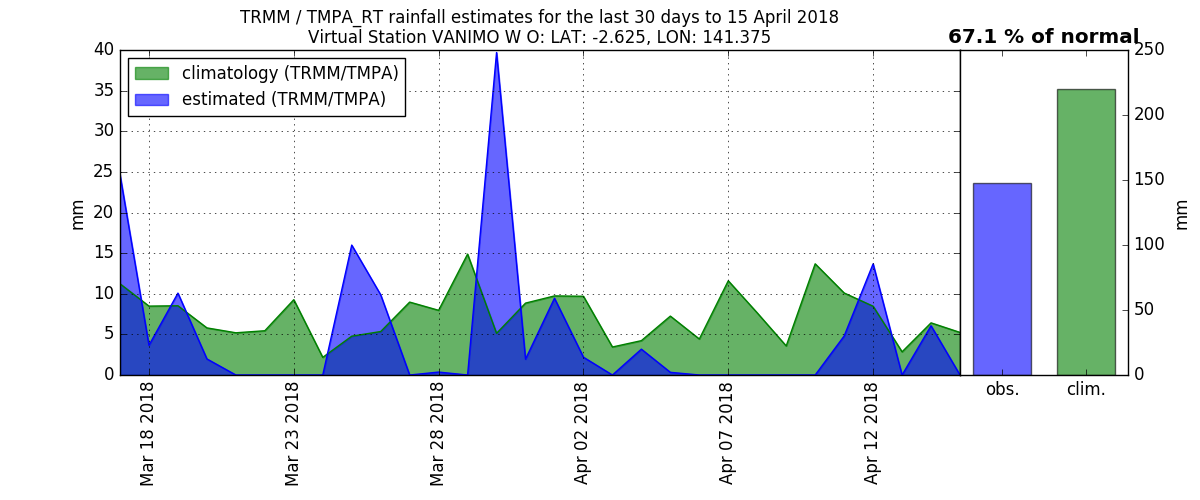 TRMM / TMPA_RT rainfall estimates for the last 30 days to 15 April 2018
Virtual Station VANIMO W O: LAT: -2.625, LON: 141.375
67.1 % of normal
climatology (TRMM/TMPA)
estimated (TRMM/TMPA)
40
35
30
25
20
15
10
5
0
mm
Mar 18 2018
Mar 23 2018
Mar 28 2018
Apr 02 2018
Apr 07 2018
Apr 12 2018
250
200
150
100
50
0
mm
obs.
clim.